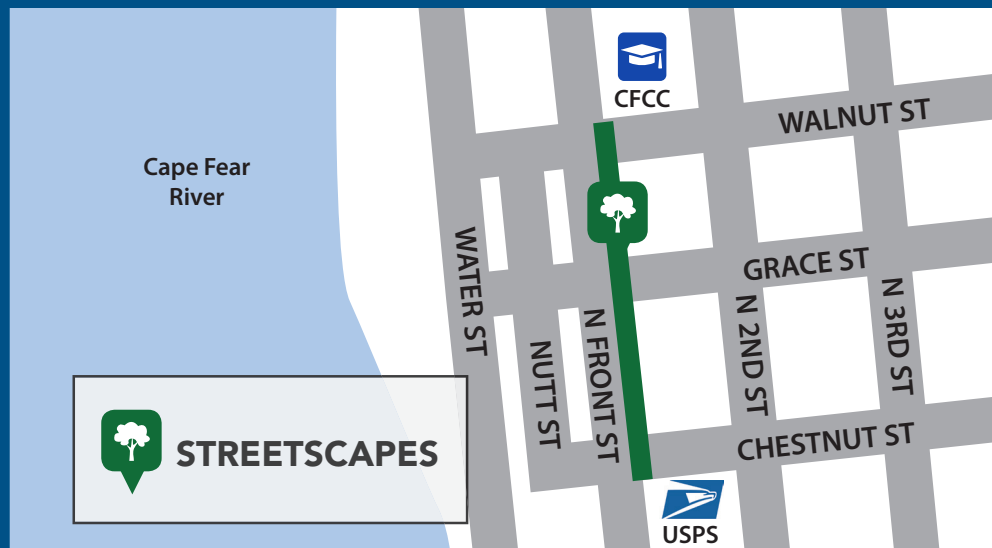 CFCC
WALNUT ST
Cape Fear
River
GRACE ST
WATER ST
N FRONT ST
NUTT ST
N 2ND ST
N 3RD ST
CHESTNUT ST
STREETSCAPES
USPS